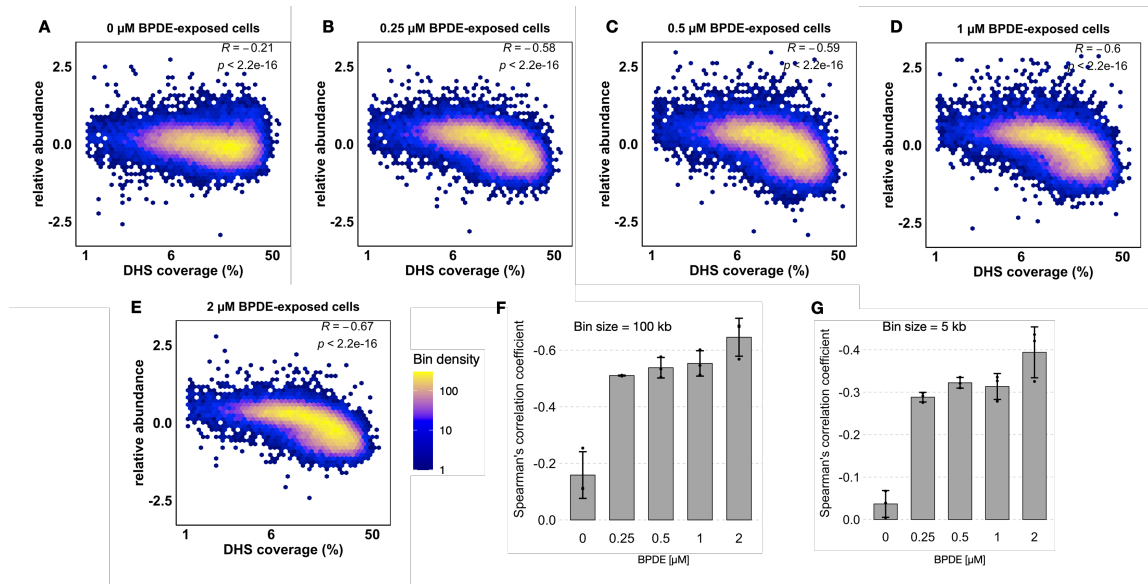 A
0 µM BPDE-exposed cells
R = −0.21
p < 2.2e-16
2.5
0.0
-2.5
relative abundance
1 6 50
DHS coverage (%)
B
0.25 µM BPDE-exposed cells
R = −0.58
p < 2.2e-16
2.5
0.0
-2.5
relative abundance
1 6 50
DHS coverage (%)
C
0.5 µM BPDE-exposed cells
R = −0.59
p < 2.2e-16
2.5
0.0
-2.5
relative abundance
1 6 50
DHS coverage (%)
D
1 µM BPDE-exposed cells
R = −0.6
p < 2.2e-16
2.5
0.0
-2.5
relative abundance
1 6 50
DHS coverage (%)
E
2 µM BPDE-exposed cells
R = −0.67
p < 2.2e-16
2.5
0.0
-2.5
relative abundance
1 6 50
DHS coverage (%)
Bin density
100
10
1
F
Bin size = 100 kb
Spearman's correlation coefficient
-0.6
-0.4
-0.2
0.0
0 0.25 0.5 1 2
BPDE [µM]
G
Bin size = 5 kb
Spearman's correlation coefficient
-0.4
-0.3
-0.2
-0.1
0.0
0 0.25 0.5 1 2
BPDE [µM]